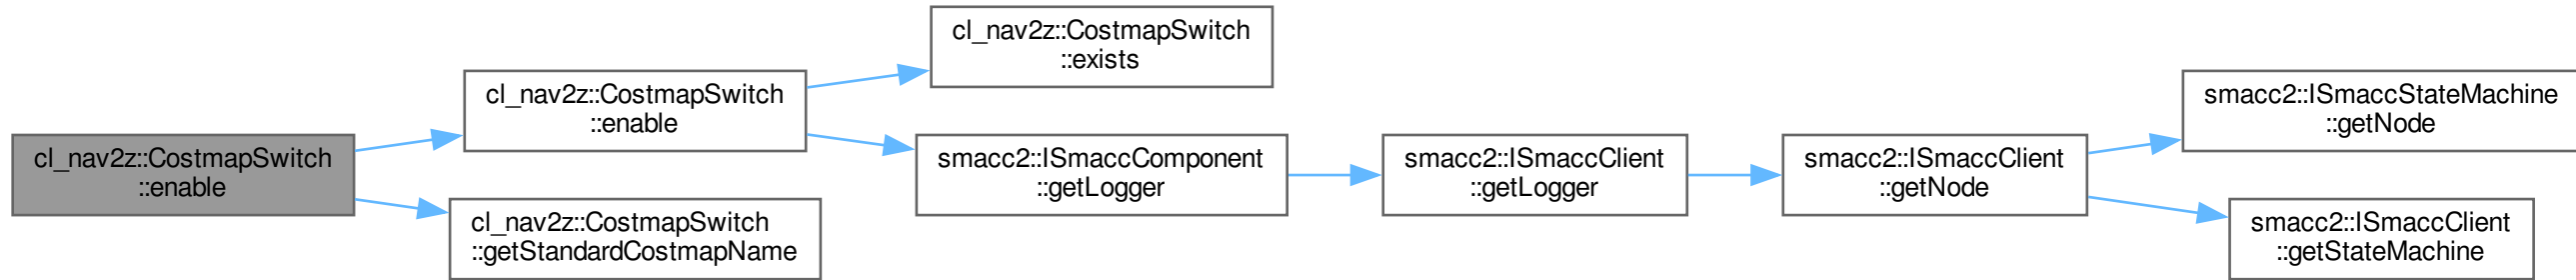 cl_nav2z::CostmapSwitch
::enable
cl_nav2z::CostmapSwitch
::enable
cl_nav2z::CostmapSwitch
::getStandardCostmapName
cl_nav2z::CostmapSwitch
::exists
smacc2::ISmaccComponent
::getLogger
smacc2::ISmaccClient
::getLogger
smacc2::ISmaccClient
::getNode
smacc2::ISmaccStateMachine
::getNode
smacc2::ISmaccClient
::getStateMachine